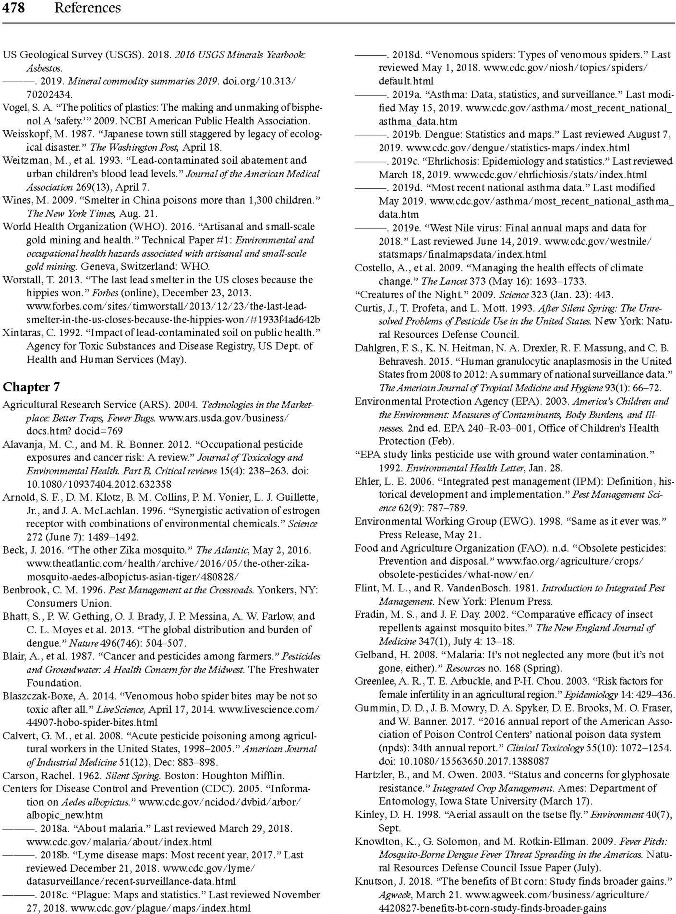 478 References
US Geological Survey (USGS). 2018. 2016 USGS Minerals Yearbook:
Asbestos.
———. 2019. Mineral commodity summaries 2019. doi.org/10.313/
70202434.
Vogel, S. A. “The politics of plastics: The making and unmaking of bisphe-
nol A ‘safety.’” 2009. NCBI American Public Health Association.
Weisskopf, M. 1987. “Japanese town still staggered by legacy of ecolog-
ical disaster.” The Washington Post, April 18.
Weitzman, M., et al. 1993. “Lead-contaminated soil abatement and
urban children’s blood lead levels.” Journal of the American Medical
Association 269(13), April 7.
Wines, M. 2009. “Smelter in China poisons more than 1,300 children.”
The New York Times, Aug. 21.
World Health Organization (WHO). 2016. “Artisanal and small-scale
gold mining and health.” Technical Paper #1: Environmental and
occupational health hazards associated with artisanal and small-scale
gold mining. Geneva, Switzerland: WHO.
Worstall, T. 2013. “The last lead smelter in the US closes because the
hippies won.” Forbes (online), December 23, 2013.
www.forbes.com/sites/timworstall/2013/12/23/the-last-lead-
smelter-in-the-us-closes-because-the-hippies-won/#1933f4ad642b
Xintaras, C. 1992. “Impact of lead-contaminated soil on public health.”
Agency for Toxic Substances and Disease Registry, US Dept. of
Health and Human Services (May).
Chapter 7
Agricultural Research Service (ARS). 2004. Technologies in the Market-
place: Better Traps, Fewer Bugs. www.ars.usda.gov/business/
docs.htm? docid=769
Alavanja, M. C., and M. R. Bonner. 2012. “Occupational pesticide
exposures and cancer risk: A review.” Journal of Toxicology and
Environmental Health. Part B, Critical reviews 15(4): 238–263. doi:
10.1080/10937404.2012.632358
Arnold, S. F., D. M. Klotz, B. M. Collins, P. M. Vonier, L. J. Guillette,
Jr., and J. A. McLachlan. 1996. “Synergistic activation of estrogen
receptor with combinations of environmental chemicals.” Science
272 (June 7): 1489–1492.
Beck, J. 2016. “The other Zika mosquito.” The Atlantic, May 2, 2016.
www.theatlantic.com/health/archive/2016/05/the-other-zika-
mosquito-aedes-albopictus-asian-tiger/480828/
Benbrook, C. M. 1996. Pest Management at the Crossroads. Yonkers, NY:
Consumers Union.
Bhatt, S., P. W. Gething, O. J. Brady, J. P. Messina, A. W. Farlow, and
C. L. Moyes et al. 2013. “The global distribution and burden of
dengue.” Nature 496(746): 504–507.
Blair, A., et al. 1987. “Cancer and pesticides among farmers.” Pesticides
and Groundwater: A Health Concern for the Midwest. The Freshwater
Foundation.
Blaszczak-Boxe, A. 2014. “Venomous hobo spider bites may be not so
toxic after all.” LiveScience, April 17, 2014. www.livescience.com/
44907-hobo-spider-bites.html
Calvert, G. M., et al. 2008. “Acute pesticide poisoning among agricul-
tural workers in the United States, 1998–2005.” American Journal
of Industrial Medicine 51(12), Dec: 883–898.
Carson, Rachel. 1962. Silent Spring. Boston: Houghton Mifflin.
Centers for Disease Control and Prevention (CDC). 2005. “Informa-
tion on Aedes albopictus.” www.cdc.gov/ncidod/dvbid/arbor/
albopic_new.htm
———. 2018a. “About malaria.” Last reviewed March 29, 2018.
www.cdc.gov/malaria/about/index.html
———. 2018b. “Lyme disease maps: Most recent year, 2017.” Last
reviewed December 21, 2018. www.cdc.gov/lyme/
datasurveillance/recent-surveillance-data.html
———. 2018c. “Plague: Maps and statistics.” Last reviewed November
27, 2018. www.cdc.gov/plague/maps/index.html
———. 2018d. “Venomous spiders: Types of venomous spiders.” Last
reviewed May 1, 2018. www.cdc.gov/niosh/topics/spiders/
default.html
———. 2019a. “Asthma: Data, statistics, and surveillance.” Last modi-
fied May 15, 2019. www.cdc.gov/asthma/most_recent_national_
asthma_data.htm
———. 2019b. Dengue: Statistics and maps.” Last reviewed August 7,
2019. www.cdc.gov/dengue/statistics-maps/index.html
———. 2019c. “Ehrlichosis: Epidemiology and statistics.” Last reviewed
March 18, 2019. www.cdc.gov/ehrlichiosis/stats/index.html
———. 2019d. “Most recent national asthma data.” Last modified
May 2019. www.cdc.gov/asthma/most_recent_national_asthma_
data.htm
———. 2019e. “West Nile virus: Final annual maps and data for
2018.” Last reviewed June 14, 2019. www.cdc.gov/westnile/
statsmaps/finalmapsdata/index.html
Costello, A., et al. 2009. “Managing the health effects of climate
change.” The Lancet 373 (May 16): 1693–1733.
“Creatures of the Night.” 2009. Science 323 (Jan. 23): 443.
Curtis, J., T. Profeta, and L. Mott. 1993. After Silent Spring: The Unre-
solved Problems of Pesticide Use in the United States. New York: Natu-
ral Resources Defense Council.
Dahlgren, F. S., K. N. Heitman, N. A. Drexler, R. F. Massung, and C. B.
Behravesh. 2015. “Human granulocytic anaplasmosis in the United
States from 2008 to 2012: A summary of national surveillance data.”
The American Journal of Tropical Medicine and Hygiene 93(1): 66–72.
Environmental Protection Agency (EPA). 2003. America’s Children and
the Environment: Measures of Contaminants, Body Burdens, and Ill-
nesses. 2nd ed. EPA 240–R-03–001, Office of Children’s Health
Protection (Feb).
“EPA study links pesticide use with ground water contamination.”
1992. Environmental Health Letter, Jan. 28.
Ehler, L. E. 2006. “Integrated pest management (IPM): Definition, his-
torical development and implementation.” Pest Management Sci-
ence 62(9): 787–789.
Environmental Working Group (EWG). 1998. “Same as it ever was.”
Press Release, May 21.
Food and Agriculture Organization (FAO). n.d. “Obsolete pesticides:
Prevention and disposal.” www.fao.org/agriculture/crops/
obsolete-pesticides/what-now/en/
Flint, M. L., and R. VandenBosch. 1981. Introduction to Integrated Pest
Management. New York: Plenum Press.
Fradin, M. S., and J. F. Day. 2002. “Comparative efficacy of insect
repellents against mosquito bites.” The New England Journal of
Medicine 347(1), July 4: 13–18.
Gelband, H. 2008. “Malaria: It’s not neglected any more (but it’s not
gone, either).” Resources no. 168 (Spring).
Greenlee, A. R., T. E. Arbuckle, and P-H. Chou. 2003. “Risk factors for
female infertility in an agricultural region.” Epidemiology 14: 429–436.
Gummin, D. D., J. B. Mowry, D. A. Spyker, D. E. Brooks, M. O. Fraser,
and W. Banner. 2017. “2016 annual report of the American Asso-
ciation of Poison Control Centers’ national poison data system
(npds): 34th annual report.” Clinical Toxicology 55(10): 1072–1254.
doi: 10.1080/15563650.2017.1388087
Hartzler, B., and M. Owen. 2003. “Status and concerns for glyphosate
resistance.” Integrated Crop Management. Ames: Department of
Entomology, Iowa State University (March 17).
Kinley, D. H. 1998. “Aerial assault on the tsetse fly.” Environment 40(7),
Sept.
Knowlton, K., G. Solomon, and M. Rotkin-Ellman. 2009. Fever Pitch:
Mosquito-Borne Dengue Fever Threat Spreading in the Americas. Natu-
ral Resources Defense Council Issue Paper (July).
Knutson, J. 2018. “The benefits of Bt corn: Study finds broader gains.”
Agweek, March 21. www.agweek.com/business/agriculture/
4420827-benefits-bt-corn-study-finds-broader-gains